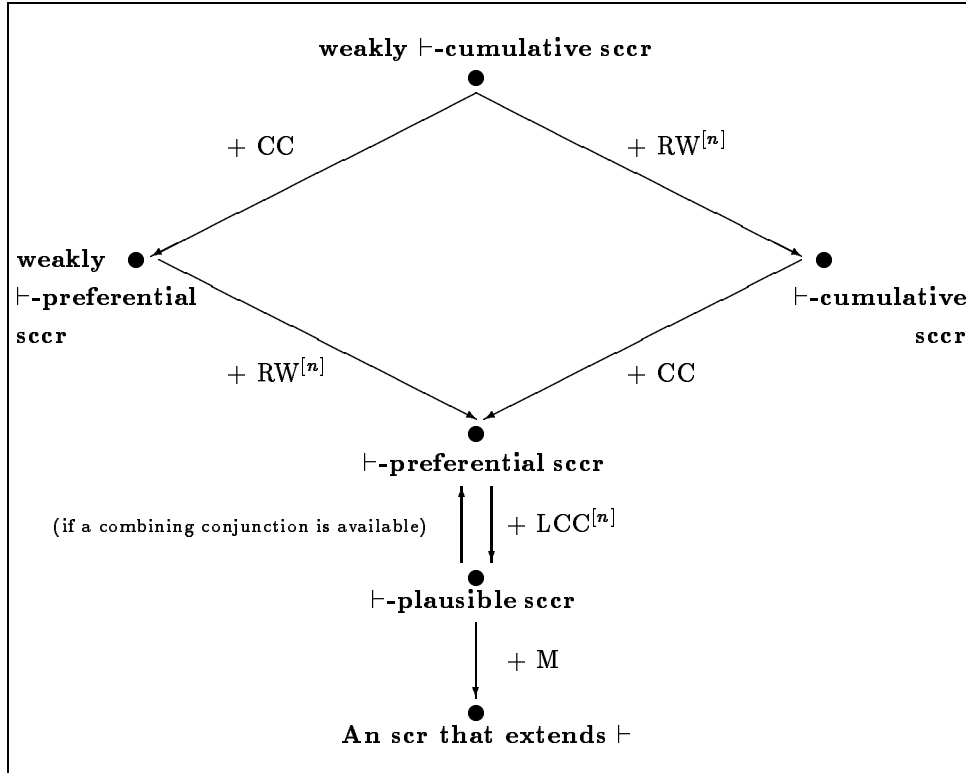 weakly ⊢-cumulative sccr
+ CC
+ RW^[n]
weakly
⊢-preferential
sccr
⊢-cumulative
sccr
+ RW^[n]
+ CC
⊢-preferential sccr
(if a combining conjunction is available)
+ LCC^[n]
⊢-plausible sccr
+ M
An scr that extends ⊢